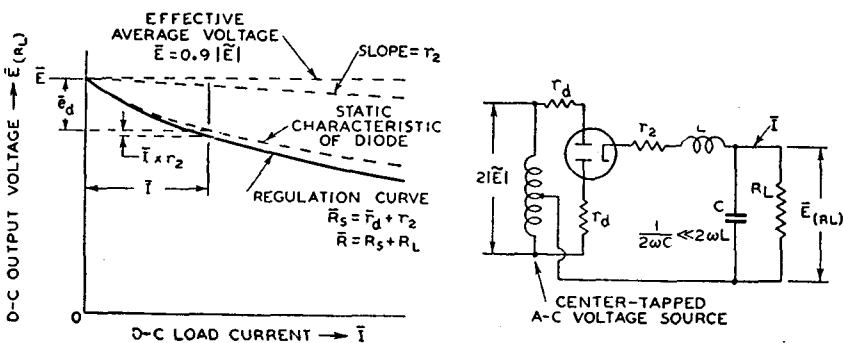 EFFECTIVE
AVERAGE VOLTAGE
Ē=0.9|Ẽ|
SLOPE=r₂
D-C OUTPUT VOLTAGE → Ē(RL)
Ē
ēd
Ī x r₂
Ī
STATIC
CHARACTERISTIC
OF DIODE
REGULATION CURVE
R̄S=r̄d+r₂
R̄=RS+RL
0
D-C LOAD CURRENT → Ī
rd
r₂
L
Ī
2|Ẽ|
rd
C
RL
Ē(RL)
1/2ωC ≪ 2ωL
CENTER-TAPPED
A-C VOLTAGE SOURCE